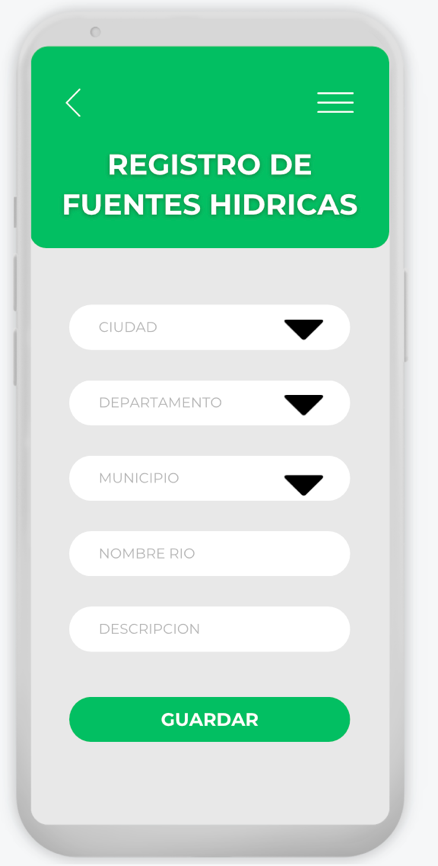 REGISTRO DE
FUENTES HIDRICAS
CIUDAD
DEPARTAMENTO
MUNICIPIO
NOMBRE RIO
DESCRIPCION
GUARDAR